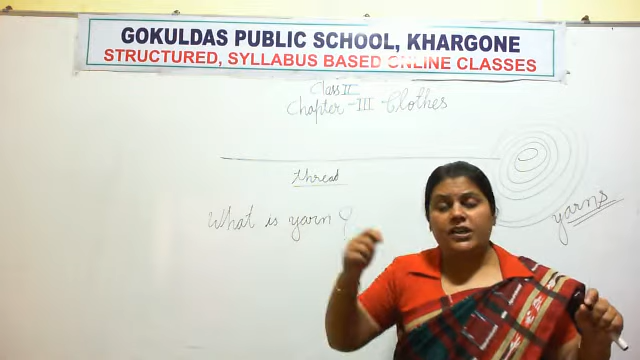 GOKULDAS PUBLIC SCHOOL, KHARGONE
STRUCTURED, SYLLABUS BASED ONLINE CLASSES
Class II
Chapter - III - Clothes
thread
What is yarn ?
yarns